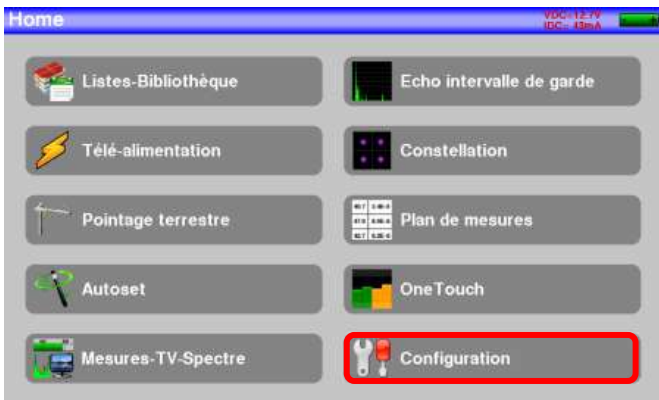 Home
VDC=12.7V
IDC= 43mA
Listes-Bibliothèque
Echo intervalle de garde
Télé-alimentation
Constellation
Pointage terrestre
Plan de mesures
Autoset
OneTouch
Mesures-TV-Spectre
Configuration